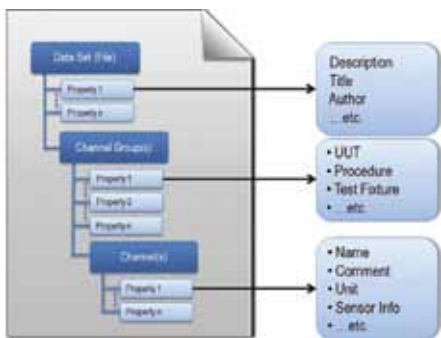 Data Set (File)
Property 1
Property n
Channel Group(s)
Property 1
Property 2
Property n
Channel(s)
Property 1
Property n
Description
Title
Author
... etc.
• UUT
• Procedure
• Test Fixture
• ... etc.
• Name
• Comment
• Unit
• Sensor Info
• ... etc.